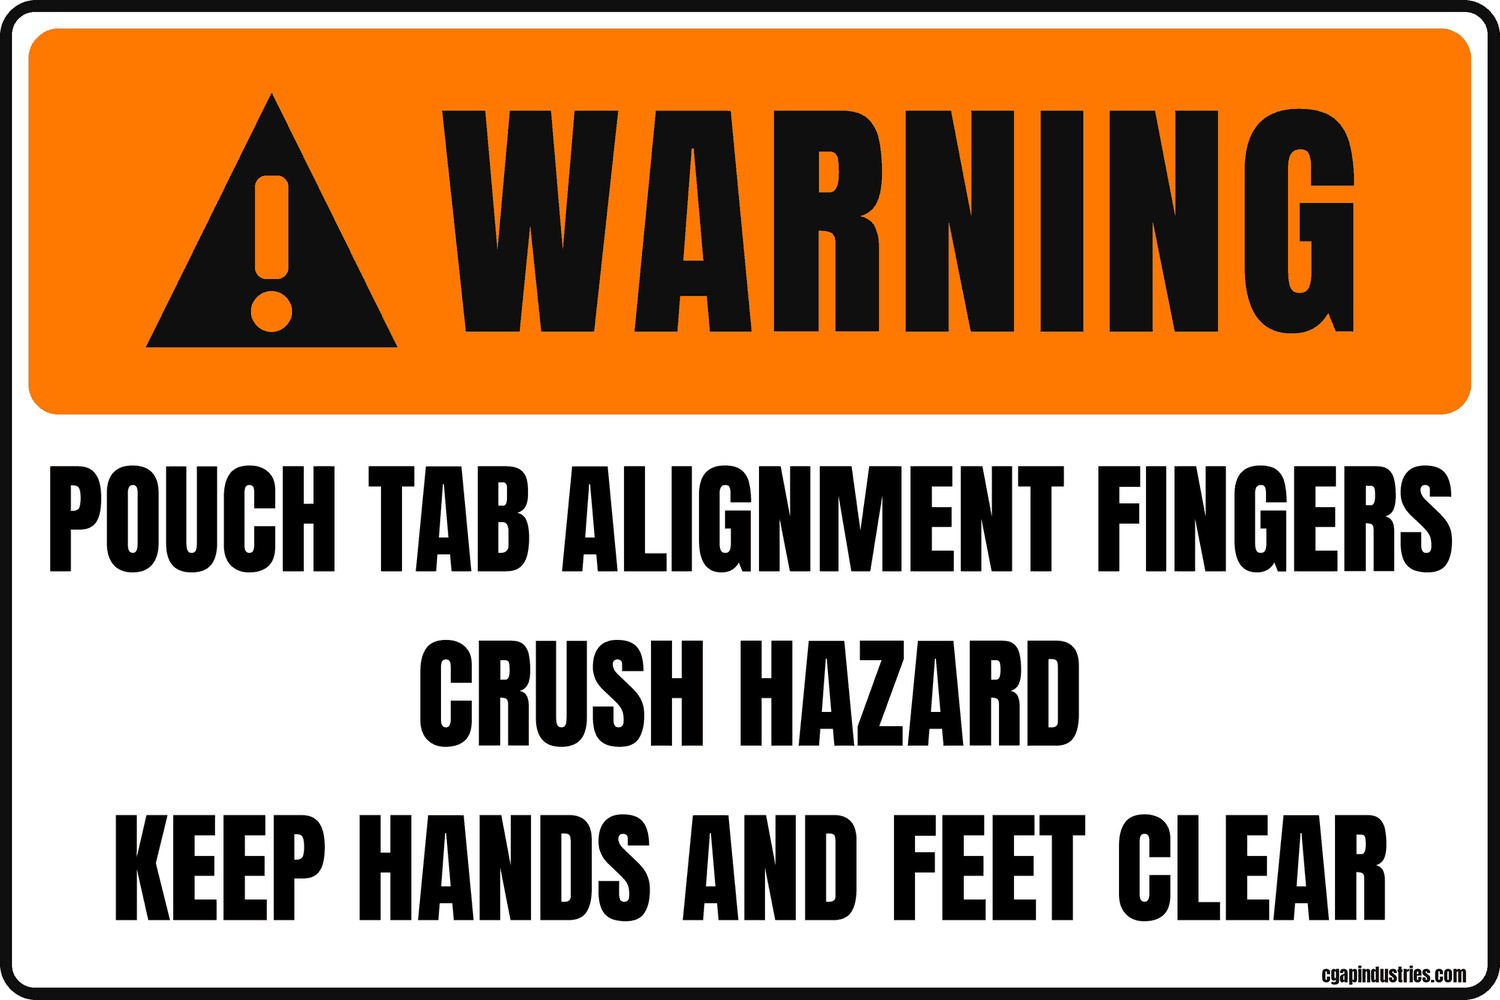 WARNING
POUCH TAB ALIGNMENT FINGERS
CRUSH HAZARD
KEEP HANDS AND FEET CLEAR
cgapindustries.com